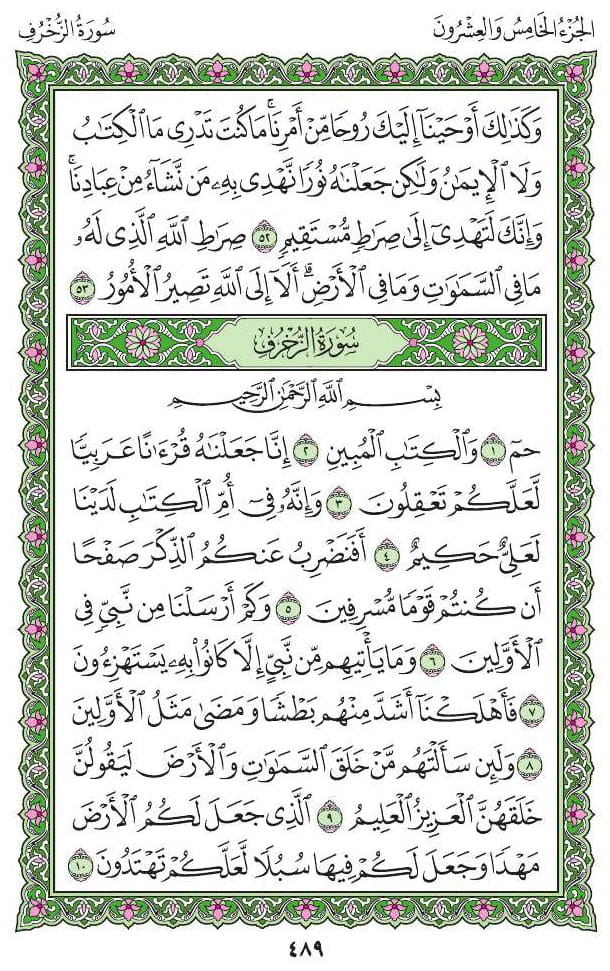 الجُزْءُ الخَامِسُ وَالعِشْرُونَ
سُورَةُ الزُّخْرُفِ
وَكَذَٰلِكَ أَوْحَيْنَآ إِلَيْكَ رُوحًا مِّنْ أَمْرِنَاۚ مَا كُنتَ تَدْرِى مَا ٱلْكِتَٰبُ
وَلَا ٱلْإِيمَٰنُ وَلَٰكِن جَعَلْنَٰهُ نُورًا نَّهْدِى بِهِۦ مَن نَّشَآءُ مِنْ عِبَادِنَاۚ
وَإِنَّكَ لَتَهْدِىٓ إِلَىٰ صِرَٰطٍ مُّسْتَقِيمٍ ٥٢ صِرَٰطِ ٱللَّهِ ٱلَّذِى لَهُۥ
مَا فِى ٱلسَّمَٰوَٰتِ وَمَا فِى ٱلْأَرْضِۗ أَلَآ إِلَى ٱللَّهِ تَصِيرُ ٱلْأُمُورُ ٥٣
سُورَةُ الزُّخْرُفِ
بِسْمِ ٱللَّهِ ٱلرَّحْمَٰنِ ٱلرَّحِيمِ
حمٓ ١ وَٱلْكِتَٰبِ ٱلْمُبِينِ ٢ إِنَّا جَعَلْنَٰهُ قُرْءَٰنًا عَرَبِيًّا
لَّعَلَّكُمْ تَعْقِلُونَ ٣ وَإِنَّهُۥ فِىٓ أُمِّ ٱلْكِتَٰبِ لَدَيْنَا
لَعَلِىٌّ حَكِيمٌ ٤ أَفَنَضْرِبُ عَنكُمُ ٱلذِّكْرَ صَفْحًا
أَن كُنتُمْ قَوْمًا مُّسْرِفِينَ ٥ وَكَمْ أَرْسَلْنَا مِن نَّبِىٍّ فِى
ٱلْأَوَّلِينَ ٦ وَمَا يَأْتِيهِم مِّن نَّبِىٍّ إِلَّا كَانُوا۟ بِهِۦ يَسْتَهْزِءُونَ
٧ فَأَهْلَكْنَآ أَشَدَّ مِنْهُم بَطْشًا وَمَضَىٰ مَثَلُ ٱلْأَوَّلِينَ
٨ وَلَئِن سَأَلْتَهُم مَّنْ خَلَقَ ٱلسَّمَٰوَٰتِ وَٱلْأَرْضَ لَيَقُولُنَّ
خَلَقَهُنَّ ٱلْعَزِيزُ ٱلْعَلِيمُ ٩ ٱلَّذِى جَعَلَ لَكُمُ ٱلْأَرْضَ
مَهْدًا وَجَعَلَ لَكُمْ فِيهَا سُبُلًا لَّعَلَّكُمْ تَهْتَدُونَ ١٠
٤٨٩